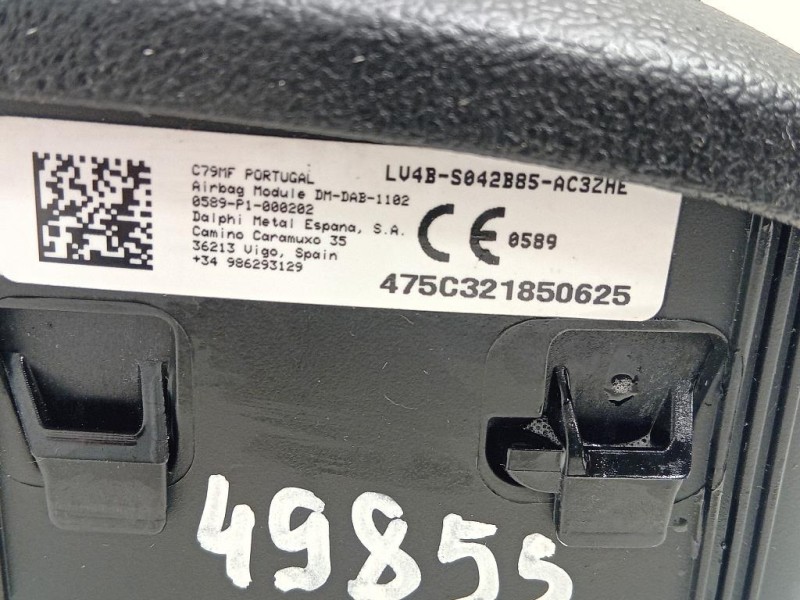 C79MF PORTUGAL
Airbag Module DM-DAB-1102
0589-P1-000202
Dalphi Metal Espana, S.A.
Camino Caramuxo 35
36213 Vigo, Spain
+34 986293129
LV4B-S042B85-AC3ZHE
CE 0589
475C321850625
49855